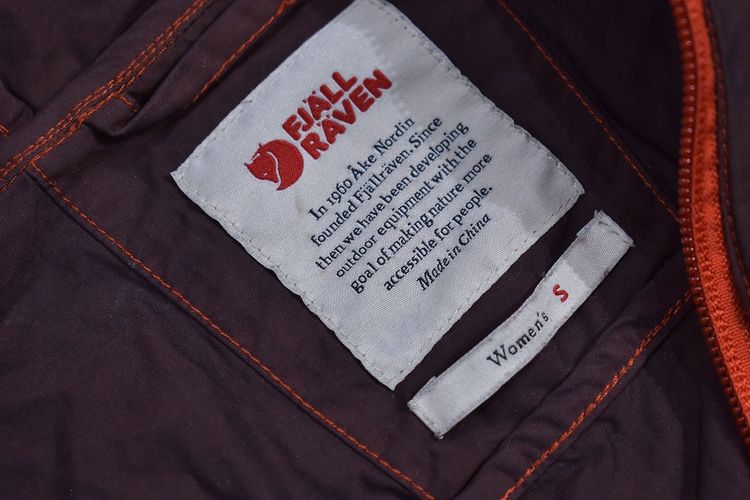 FJÄLL
RÄVEN
In 1960 Åke Nordin
founded Fjällräven. Since
then we have been developing
outdoor equipment with the
goal of making nature more
accessible for people.
Made in China
Women's S